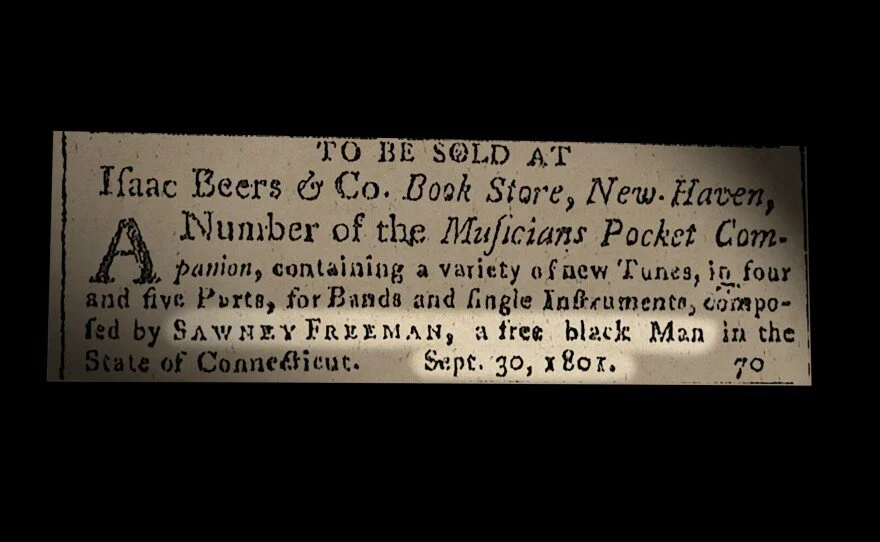 TO BE SOLD AT
Iſaac Beers & Co. Book Store, New-Haven,
A Number of the Muſicians Pocket Com-
panion, containing a variety of new Tunes, in four
and five Parts, for Bands and ſingle Inſtruments, compo-
ſed by SAWNEY FREEMAN, a free black Man in the
State of Connecticut. Sept. 30, 1801. 70